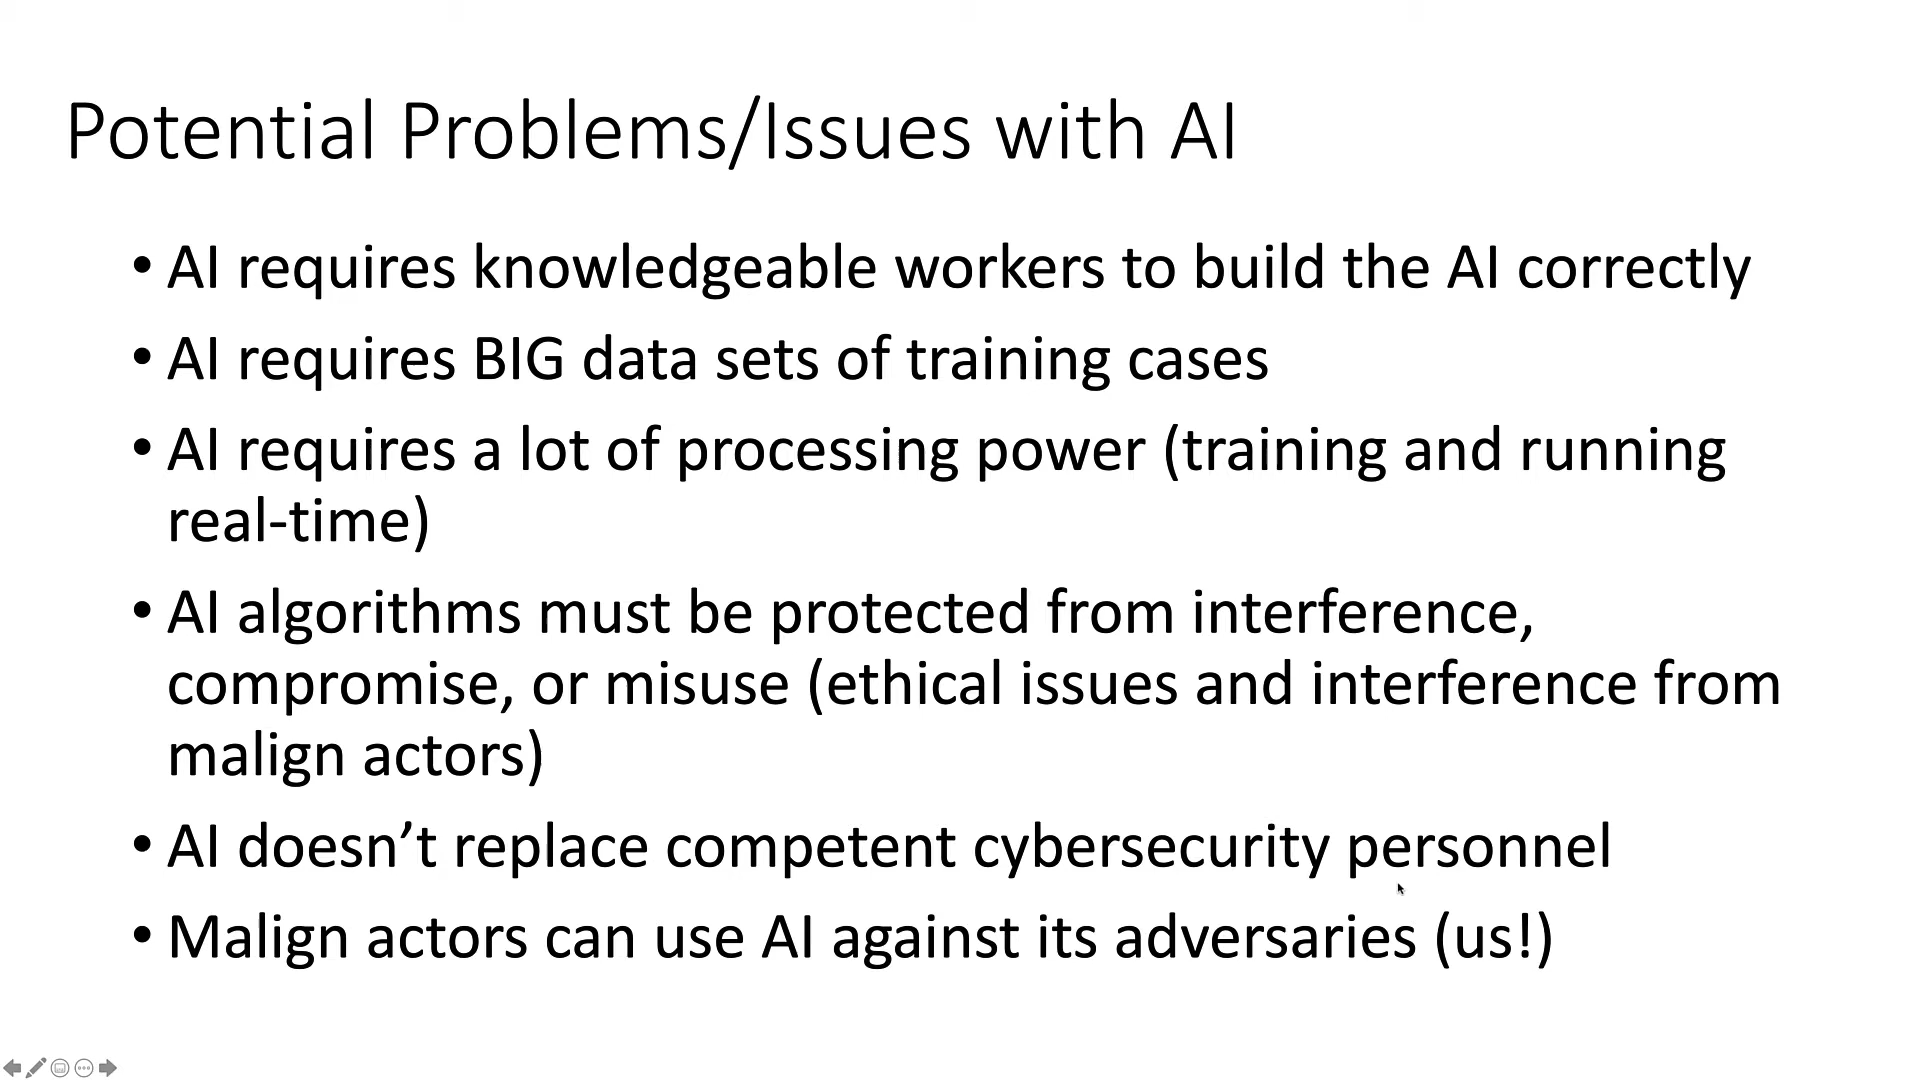 Potential Problems/Issues with AI
• AI requires knowledgeable workers to build the AI correctly
• AI requires BIG data sets of training cases
• AI requires a lot of processing power (training and running
real-time)
• AI algorithms must be protected from interference,
compromise, or misuse (ethical issues and interference from
malign actors)
• AI doesn’t replace competent cybersecurity personnel
• Malign actors can use AI against its adversaries (us!)